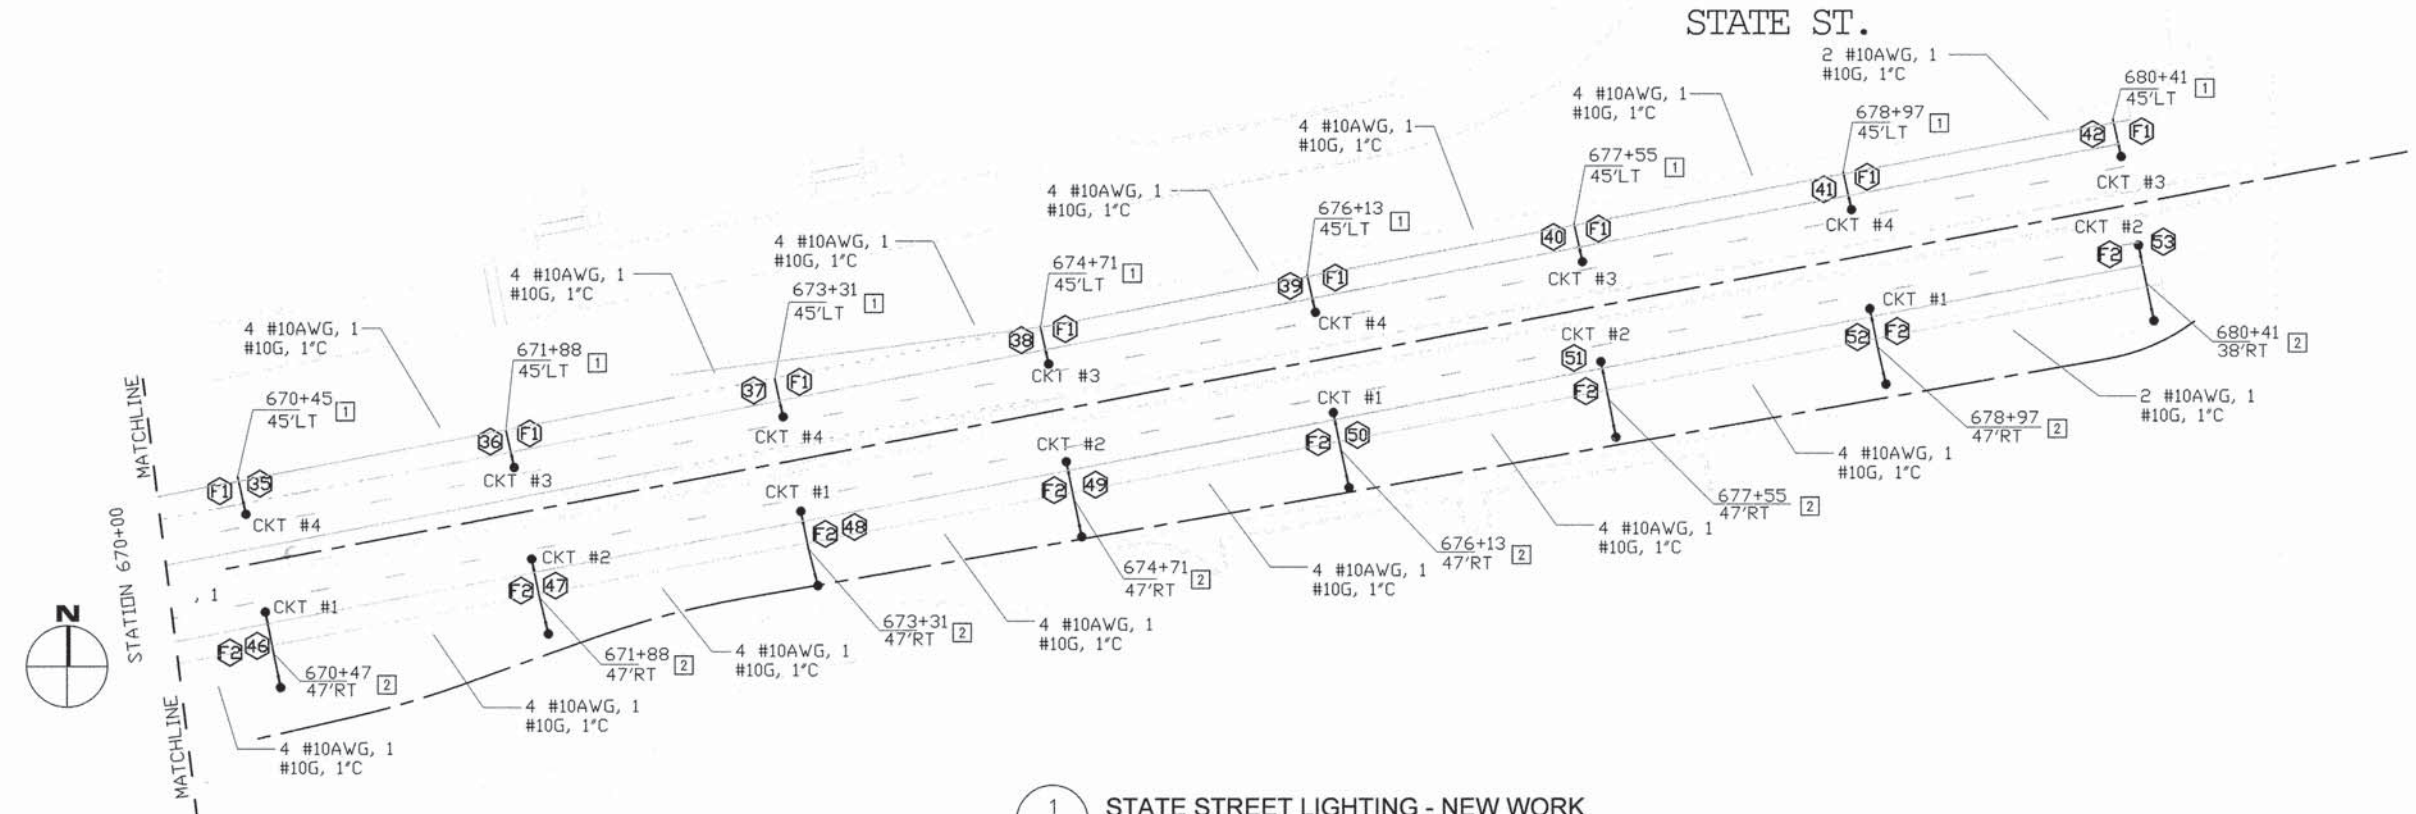 STATE ST.
2 #10AWG, 1
#10G, 1"C
4 #10AWG, 1
#10G, 1"C
4 #10AWG, 1
#10G, 1"C
4 #10AWG, 1
#10G, 1"C
4 #10AWG, 1
#10G, 1"C
4 #10AWG, 1
#10G, 1"C
4 #10AWG, 1
#10G, 1"C
670+45
45'LT 1
F1 35
CKT #4
671+88
45'LT 1
36 F1
CKT #3
673+31
45'LT 1
37 F1
CKT #4
674+71
45'LT 1
38 F1
CKT #3
676+13
45'LT 1
39 F1
CKT #4
677+55
45'LT 1
40 F1
CKT #3
678+97
45'LT 1
41 F1
CKT #4
680+41
45'LT 1
42 F1
CKT #3
MATCHLINE
STATION 670+00
MATCHLINE
N
, 1
CKT #1
F2 46
670+47
47'RT 2
CKT #2
F2 47
671+88
47'RT 2
CKT #1
F2 48
673+31
47'RT 2
CKT #2
F2 49
674+71
47'RT 2
CKT #1
F2 50
676+13
47'RT 2
CKT #2
51
F2
677+55
47'RT 2
CKT #1
52 F2
678+97
47'RT 2
CKT #2
F2 53
680+41
38'RT 2
4 #10AWG, 1
#10G, 1"C
4 #10AWG, 1
#10G, 1"C
4 #10AWG, 1
#10G, 1"C
4 #10AWG, 1
#10G, 1"C
4 #10AWG, 1
#10G, 1"C
4 #10AWG, 1
#10G, 1"C
4 #10AWG, 1
#10G, 1"C
2 #10AWG, 1
#10G, 1"C
1
STATE STREET LIGHTING - NEW WORK